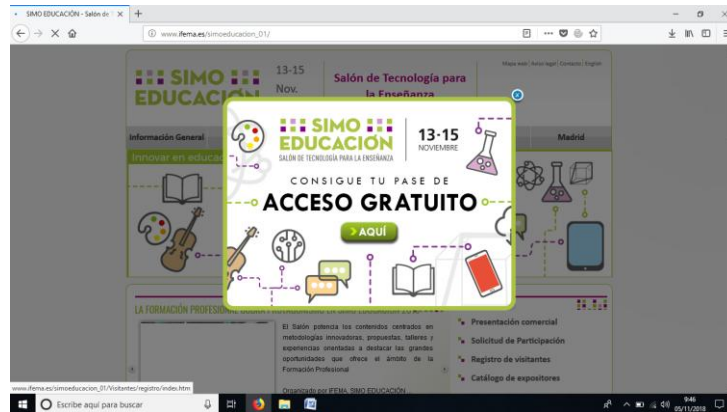 SIMO EDUCACIÓN - Salón de
www.ifema.es/simoeducacion_01/
Mapa web | Aviso legal | Contacto | English
SIMO
EDUCACIÓN
13-15
Nov.
Salón de Tecnología para
la Enseñanza
Información General
Madrid
Innovar en educa
SIMO
EDUCACIÓN
SALÓN DE TECNOLOGÍA PARA LA ENSEÑANZA
13-15
NOVIEMBRE
CONSIGUE TU PASE DE
ACCESO GRATUITO
> AQUÍ
LA FORMACIÓN PROFESIONAL
El Salón potencia los contenidos centrados en
metodologías innovadoras, propuestas, talleres y
experiencias orientadas a destacar las grandes
oportunidades que ofrece el ámbito de la
Formación Profesional
Organizado por IFEMA, SIMO EDUCACIÓN...
Presentación comercial
Solicitud de Participación
Registro de visitantes
Catálogo de expositores
www.ifema.es/simoeducacion_01/Visitantes/registro/index.htm
Escribe aquí para buscar
9:46
05/11/2018